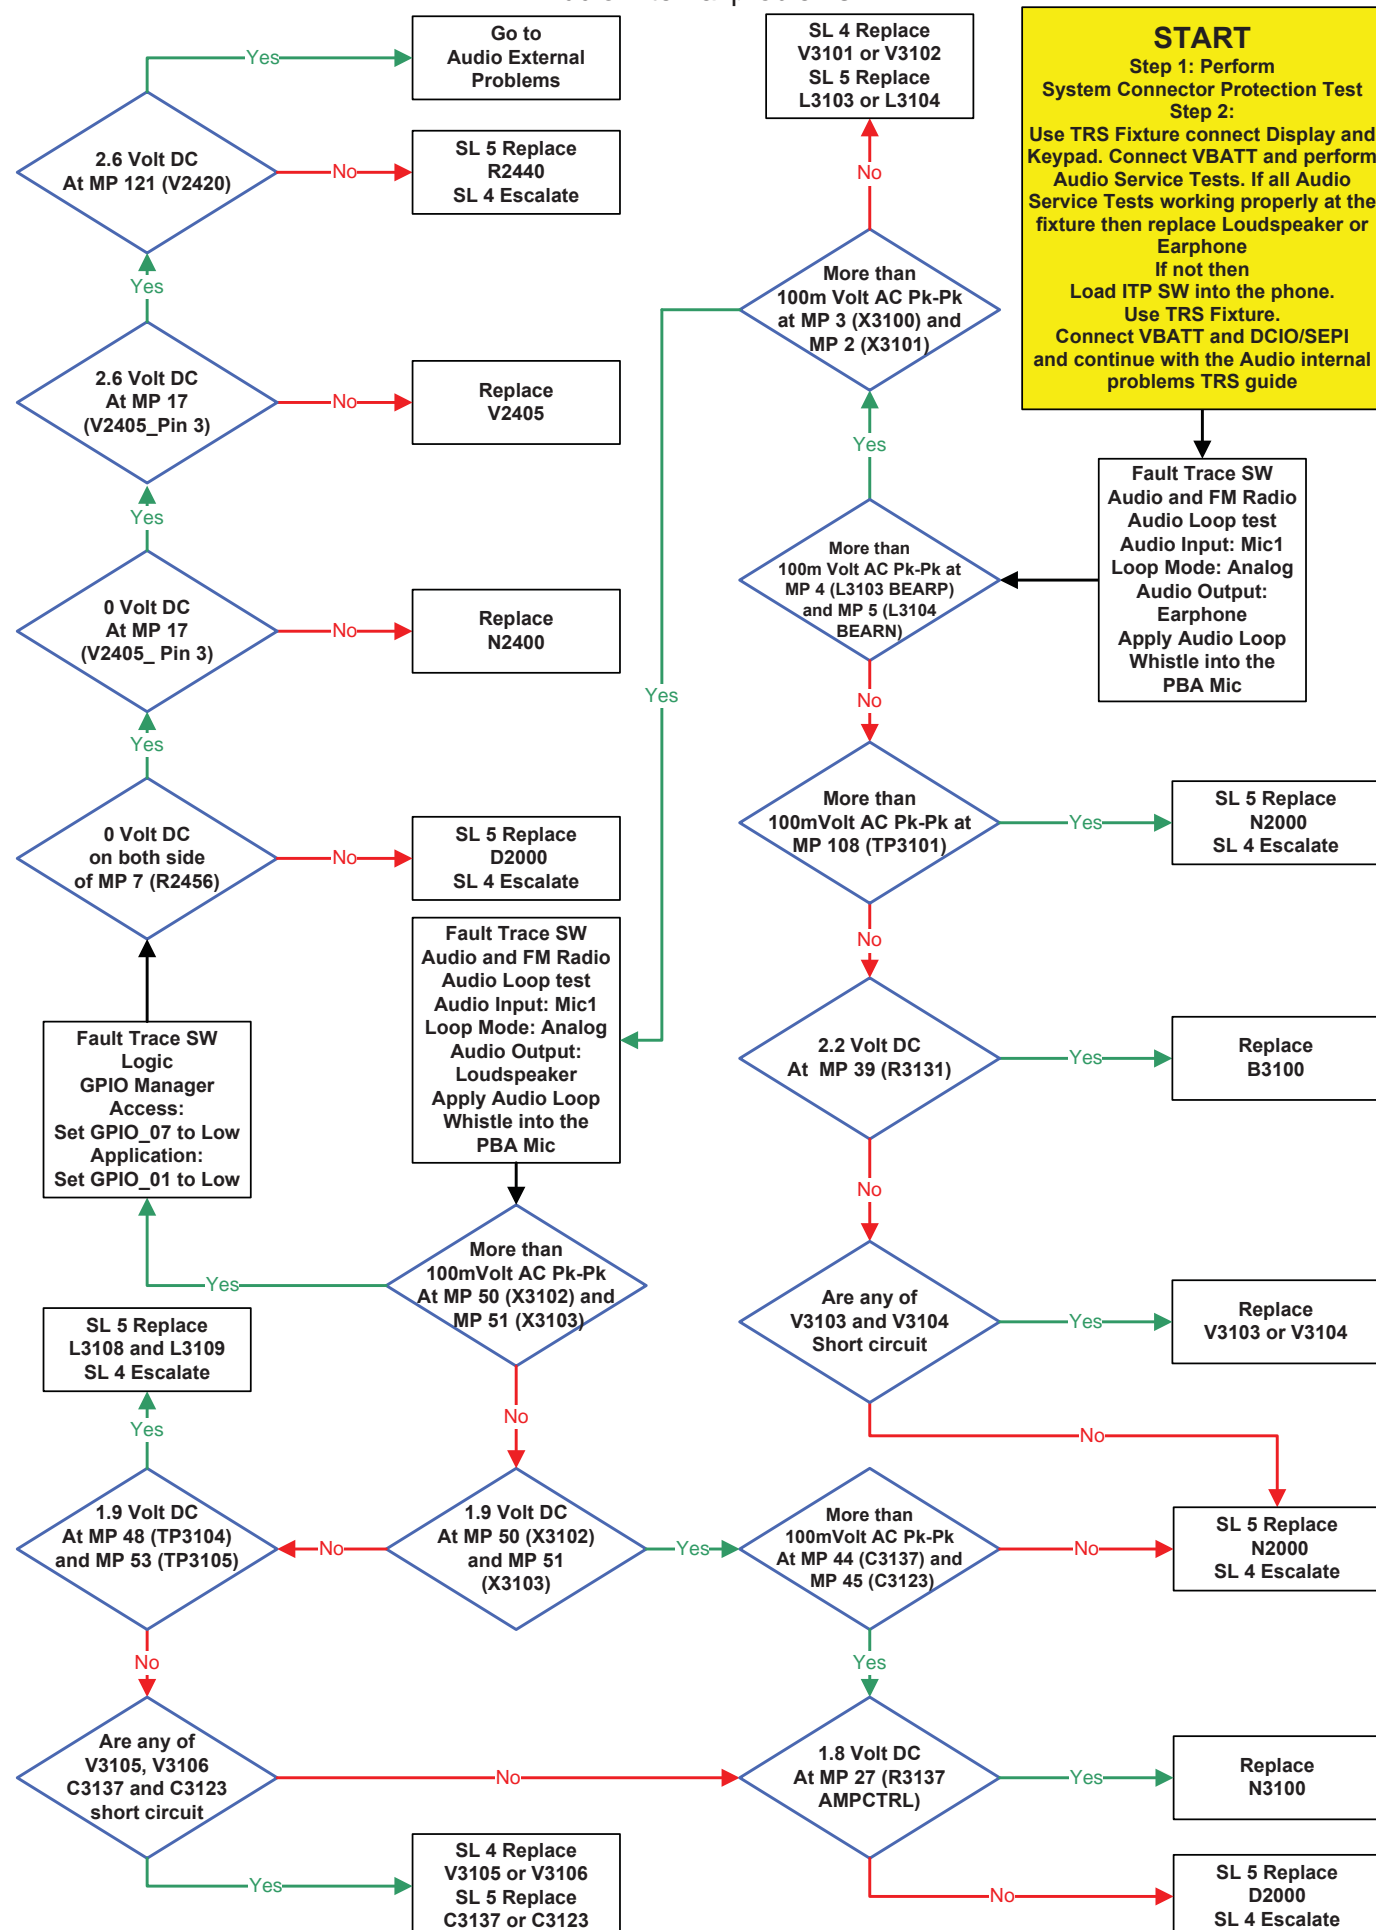 Go to
Audio External
Problems
SL 4 Replace
V3101 or V3102
SL 5 Replace
L3103 or L3104
START
Step 1: Perform
System Connector Protection Test
Step 2:
Use TRS Fixture connect Display and
Keypad. Connect VBATT and perform
Audio Service Tests. If all Audio
Service Tests working properly at the
fixture then replace Loudspeaker or
Earphone
If not then
Load ITP SW into the phone.
Use TRS Fixture.
Connect VBATT and DCIO/SEPI
and continue with the Audio internal
problems TRS guide
Yes
2.6 Volt DC
At MP 121 (V2420)
No
SL 5 Replace
R2440
SL 4 Escalate
No
Yes
More than
100m Volt AC Pk-Pk
at MP 3 (X3100) and
MP 2 (X3101)
2.6 Volt DC
At MP 17
(V2405_Pin 3)
No
Replace
V2405
Yes
Yes
Fault Trace SW
Audio and FM Radio
Audio Loop test
Audio Input: Mic1
Loop Mode: Analog
Audio Output:
Earphone
Apply Audio Loop
Whistle into the
PBA Mic
More than
100m Volt AC Pk-Pk at
MP 4 (L3103 BEARP)
and MP 5 (L3104
BEARN)
0 Volt DC
At MP 17
(V2405_ Pin 3)
No
Replace
N2400
Yes
No
Yes
0 Volt DC
on both side
of MP 7 (R2456)
No
SL 5 Replace
D2000
SL 4 Escalate
More than
100mVolt AC Pk-Pk at
MP 108 (TP3101)
Yes
SL 5 Replace
N2000
SL 4 Escalate
No
Fault Trace SW
Audio and FM Radio
Audio Loop test
Audio Input: Mic1
Loop Mode: Analog
Audio Output:
Loudspeaker
Apply Audio Loop
Whistle into the
PBA Mic
Fault Trace SW
Logic
GPIO Manager
Access:
Set GPIO_07 to Low
Application:
Set GPIO_01 to Low
2.2 Volt DC
At MP 39 (R3131)
Yes
Replace
B3100
No
Yes
More than
100mVolt AC Pk-Pk
At MP 50 (X3102) and
MP 51 (X3103)
Are any of
V3103 and V3104
Short circuit
Yes
Replace
V3103 or V3104
SL 5 Replace
L3108 and L3109
SL 4 Escalate
No
No
Yes
1.9 Volt DC
At MP 48 (TP3104)
and MP 53 (TP3105)
No
1.9 Volt DC
At MP 50 (X3102)
and MP 51
(X3103)
Yes
More than
100mVolt AC Pk-Pk
At MP 44 (C3137) and
MP 45 (C3123)
No
SL 5 Replace
N2000
SL 4 Escalate
No
Yes
Are any of
V3105, V3106
C3137 and C3123
short circuit
No
1.8 Volt DC
At MP 27 (R3137
AMPCTRL)
Yes
Replace
N3100
Yes
SL 4 Replace
V3105 or V3106
SL 5 Replace
C3137 or C3123
No
SL 5 Replace
D2000
SL 4 Escalate